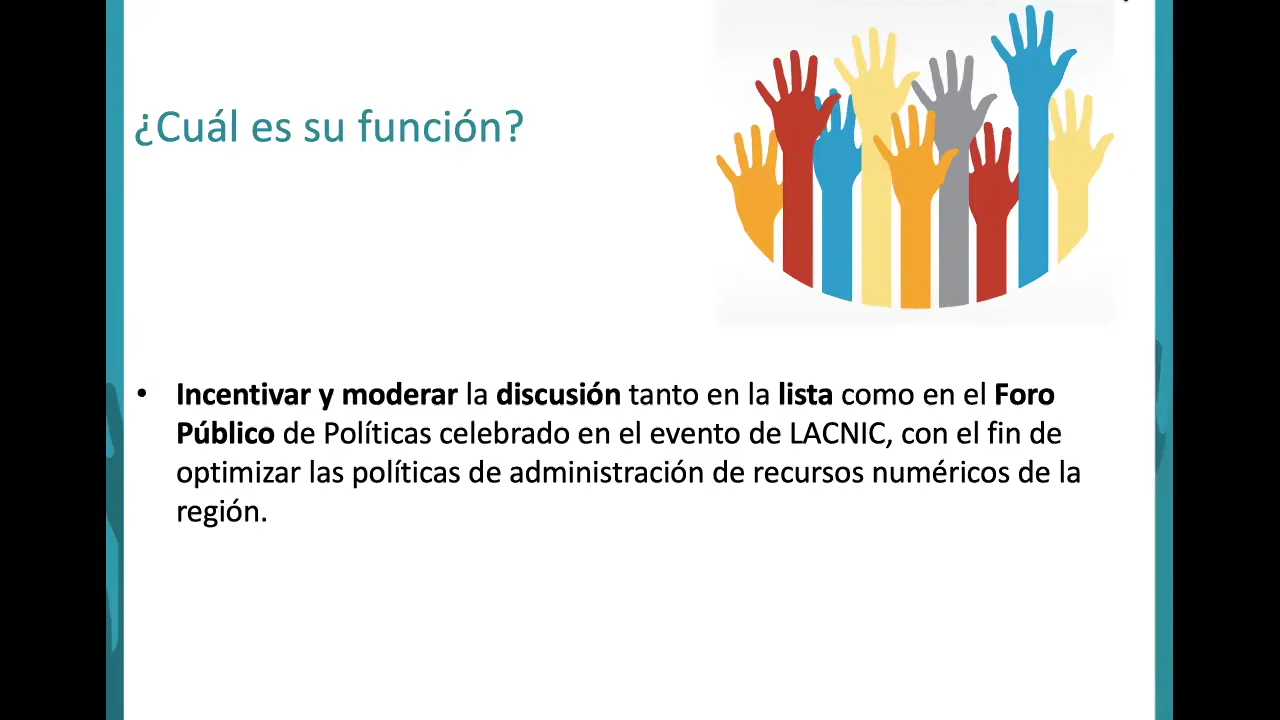 ¿Cuál es su función?
• Incentivar y moderar la discusión tanto en la lista como en el Foro
Público de Políticas celebrado en el evento de LACNIC, con el fin de
optimizar las políticas de administración de recursos numéricos de la
región.